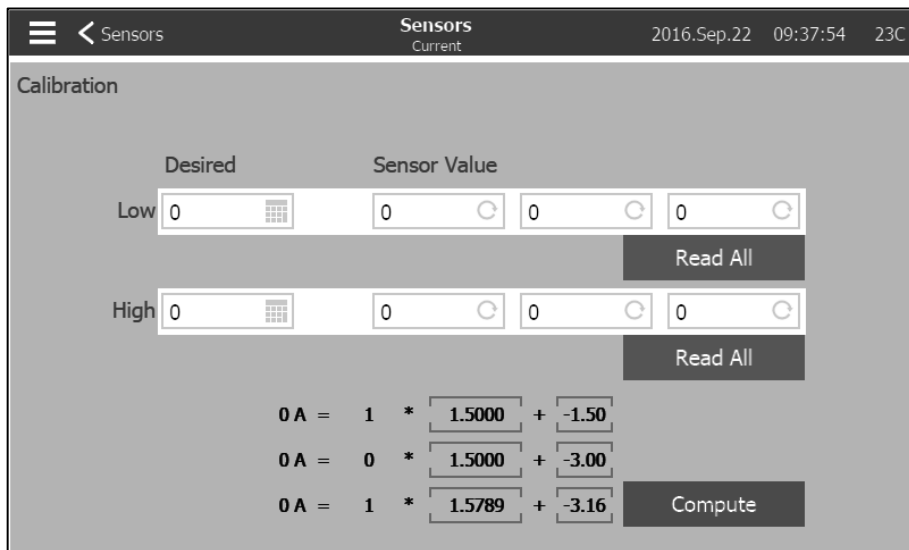 Sensors Sensors 2016.Sep.22 09:37:54 23C
Current
Calibration
Desired Sensor Value
Low 0 0 0 0
Read All
High 0 0 0 0
Read All
0 A = 1 * 1.5000 + -1.50
0 A = 0 * 1.5000 + -3.00
0 A = 1 * 1.5789 + -3.16 Compute